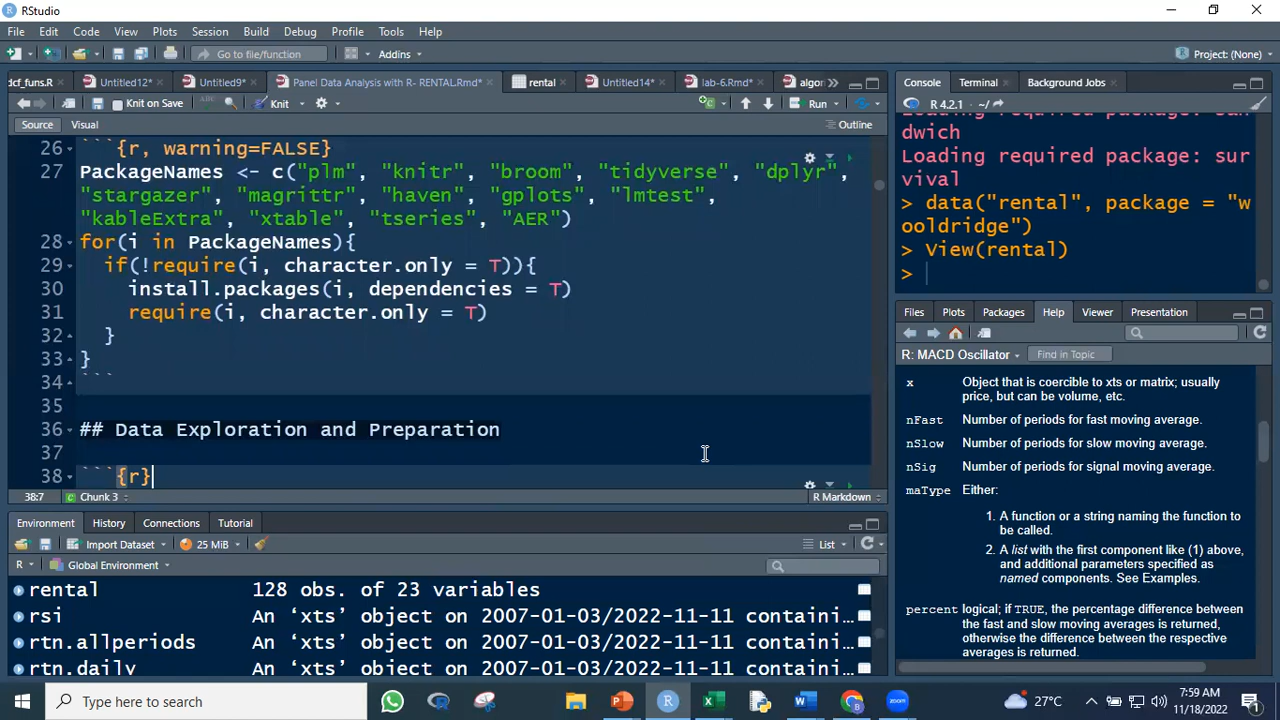 RStudio
File Edit Code View Plots Session Build Debug Profile Tools Help
Go to file/function
Addins
Project: (None)
dcf_funs.R
Untitled12*
Untitled9*
Panel Data Analysis with R- RENTAL.Rmd*
rental
Untitled14*
lab-6.Rmd*
algor
Knit on Save
ABC
Knit
Run
Source
Visual
Outline
26 ```{r, warning=FALSE}
27 PackageNames <- c("plm", "knitr", "broom", "tidyverse", "dplyr",
"stargazer", "magrittr", "haven", "gplots", "lmtest",
"kableExtra", "xtable", "tseries", "AER")
28 for(i in PackageNames){
29 if(!require(i, character.only = T)){
30 install.packages(i, dependencies = T)
31 require(i, character.only = T)
32 }
33 }
34 ```
35
36 ## Data Exploration and Preparation
37
38 ```{r}
38:7
Chunk 3
R Markdown
Environment
History
Connections
Tutorial
Import Dataset
25 MiB
List
R
Global Environment
rental 128 obs. of 23 variables
rsi An ‘xts’ object on 2007-01-03/2022-11-11 containi…
rtn.allperiods An ‘xts’ object on 2007-01-03/2022-11-11 containi…
rtn.daily An ‘xts’ object on 2007-01-03/2022-11-11 containi…
Console
Terminal
Background Jobs
R 4.2.1 · ~/
Loading required package: san
dwich
Loading required package: sur
vival
> data("rental", package = "w
ooldridge")
> View(rental)
>
Files
Plots
Packages
Help
Viewer
Presentation
R: MACD Oscillator
Find in Topic
x Object that is coercible to xts or matrix; usually
price, but can be volume, etc.
nFast Number of periods for fast moving average.
nSlow Number of periods for slow moving average.
nSig Number of periods for signal moving average.
maType Either:
1. A function or a string naming the function to
be called.
2. A list with the first component like (1) above,
and additional parameters specified as
named components. See Examples.
percent logical; if TRUE, the percentage difference between
the fast and slow moving averages is returned,
otherwise the difference between the respective
averages is returned.
Type here to search
zoom
27°C
7:59 AM
11/18/2022